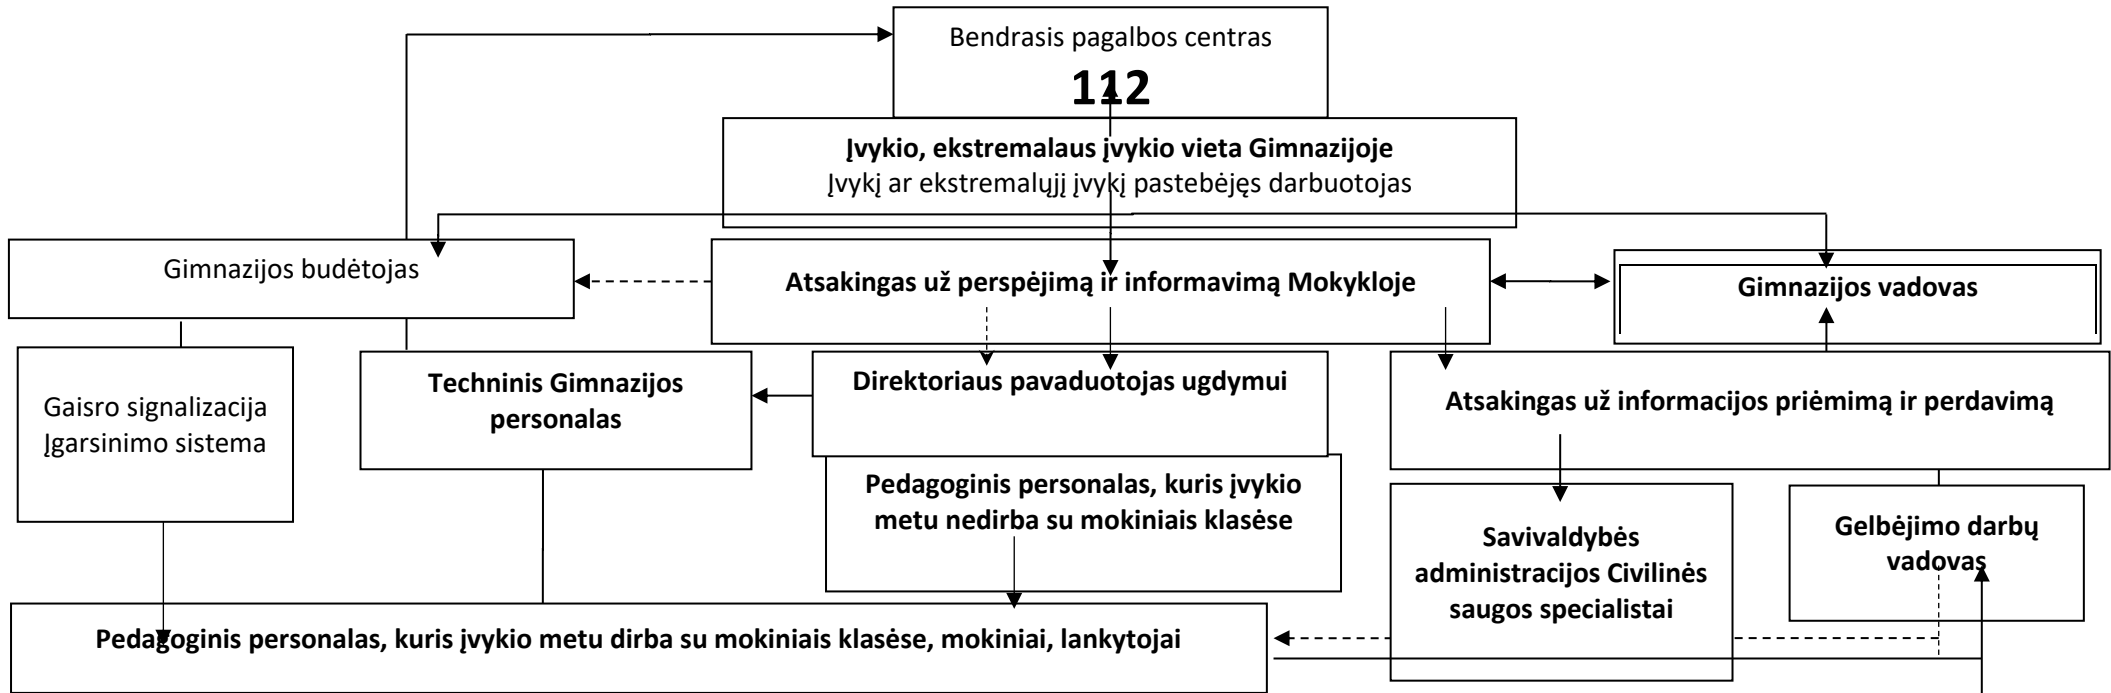 Bendrasis pagalbos centras
112
Įvykio, ekstremalaus įvykio vieta Gimnazijoje
Įvykį ar ekstremalųjį įvykį pastebėjęs darbuotojas
Gimnazijos budėtojas
Atsakingas už perspėjimą ir informavimą Mokykloje
Gimnazijos vadovas
Gaisro signalizacija
Įgarsinimo sistema
Techninis Gimnazijos
personalas
Direktoriaus pavaduotojas ugdymui
Atsakingas už informacijos priėmimą ir perdavimą
Pedagoginis personalas, kuris įvykio
metu nedirba su mokiniais klasėse
Savivaldybės
administracijos Civilinės
saugos specialistai
Gelbėjimo darbų
vadovas
Pedagoginis personalas, kuris įvykio metu dirba su mokiniais klasėse, mokiniai, lankytojai